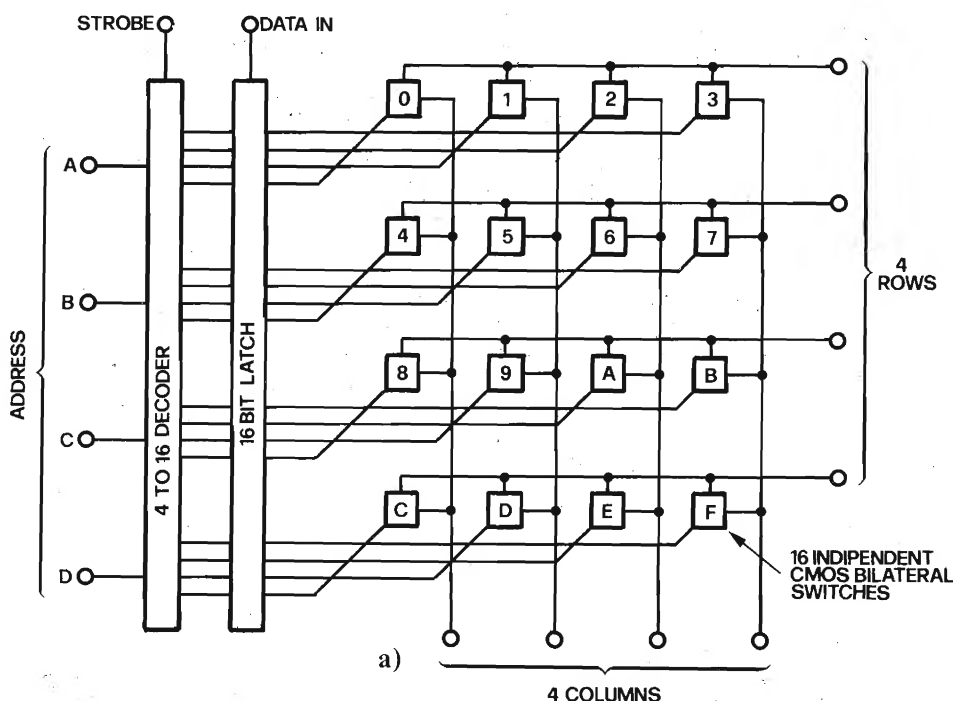 STROBE
DATA IN
0 1 2 3
A
4 5 6 7
B
4
ROWS
ADDRESS
4 TO 16 DECODER
16 BIT LATCH
8 9 A B
C
C D E F
D
16 INDIPENDENT
CMOS BILATERAL
SWITCHES
a)
4 COLUMNS